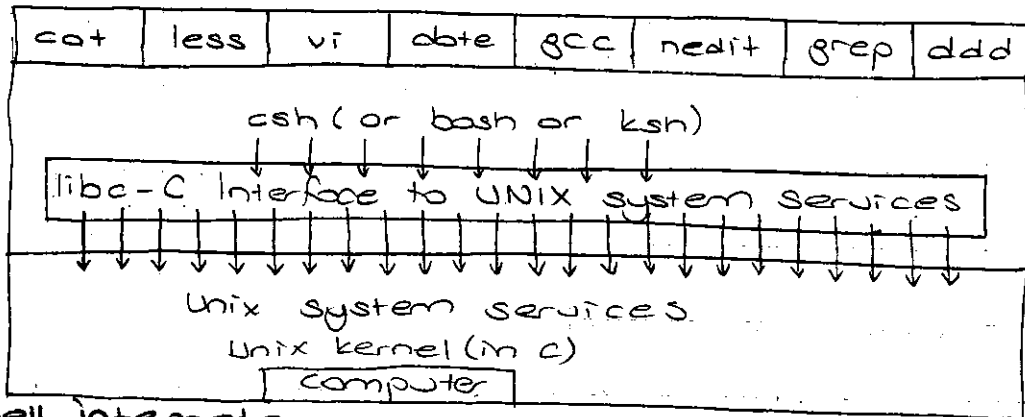 cat less vi date gcc nedit grep ddd
csh (or bash or ksh)
libc - C Interface to UNIX system services
Unix system services
Unix kernel (in c)
computer